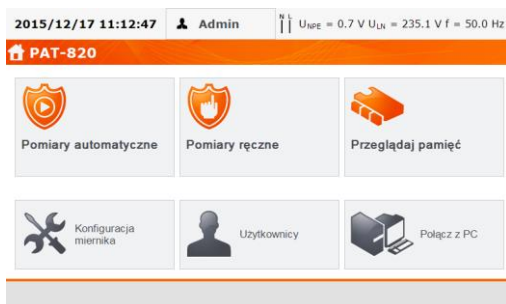 2015/12/17 11:12:47 Admin N L U_NPE = 0.7 V U_LN = 235.1 V f = 50.0 Hz
PAT-820
Pomiary automatyczne Pomiary ręczne Przeglądaj pamięć
Konfiguracja
miernika
Użytkownicy
Połącz z PC